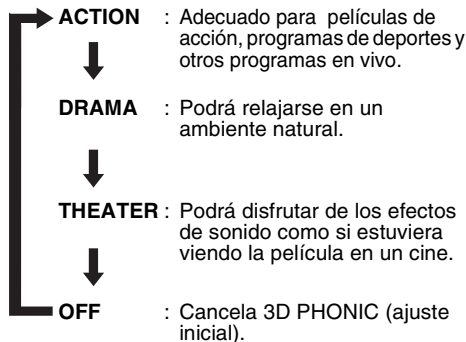 ACTION : Adecuado para películas de
acción, programas de deportes y
otros programas en vivo.
DRAMA : Podrá relajarse en un
ambiente natural.
THEATER : Podrá disfrutar de los efectos
de sonido como si estuviera
viendo la película en un cine.
OFF : Cancela 3D PHONIC (ajuste
inicial).